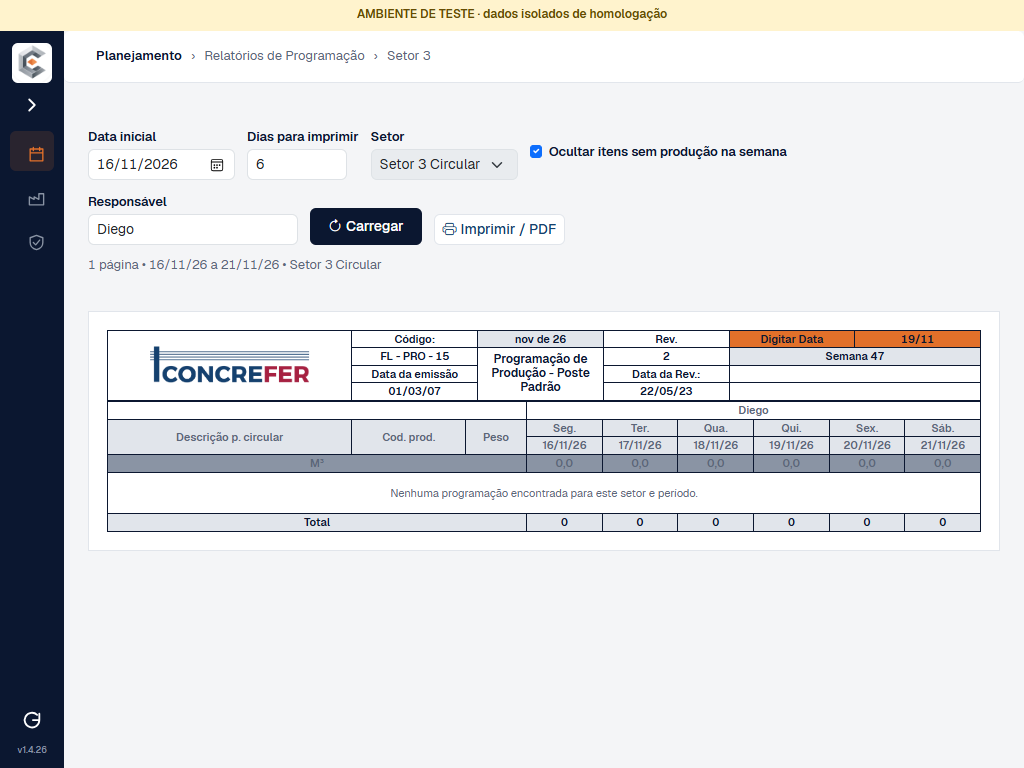 AMBIENTE DE TESTE · dados isolados de homologação
Planejamento › Relatórios de Programação › Setor 3
Data inicial Dias para imprimir Setor
16/11/2026 6 Setor 3 Circular Ocultar itens sem produção na semana
Responsável
Diego Carregar Imprimir / PDF
1 página • 16/11/26 a 21/11/26 • Setor 3 Circular
CONCREFER
Código: nov de 26 Rev. Digitar Data 19/11
FL - PRO - 15 Programação de Produção - Poste Padrão 2 Semana 47
Data da emissão Data da Rev.:
01/03/07 22/05/23
Diego
Descrição p. circular Cod. prod. Peso Seg. Ter. Qua. Qui. Sex. Sáb.
16/11/26 17/11/26 18/11/26 19/11/26 20/11/26 21/11/26
M³ 0,0 0,0 0,0 0,0 0,0 0,0
Nenhuma programação encontrada para este setor e período.
Total 0 0 0 0 0 0
v1.4.26